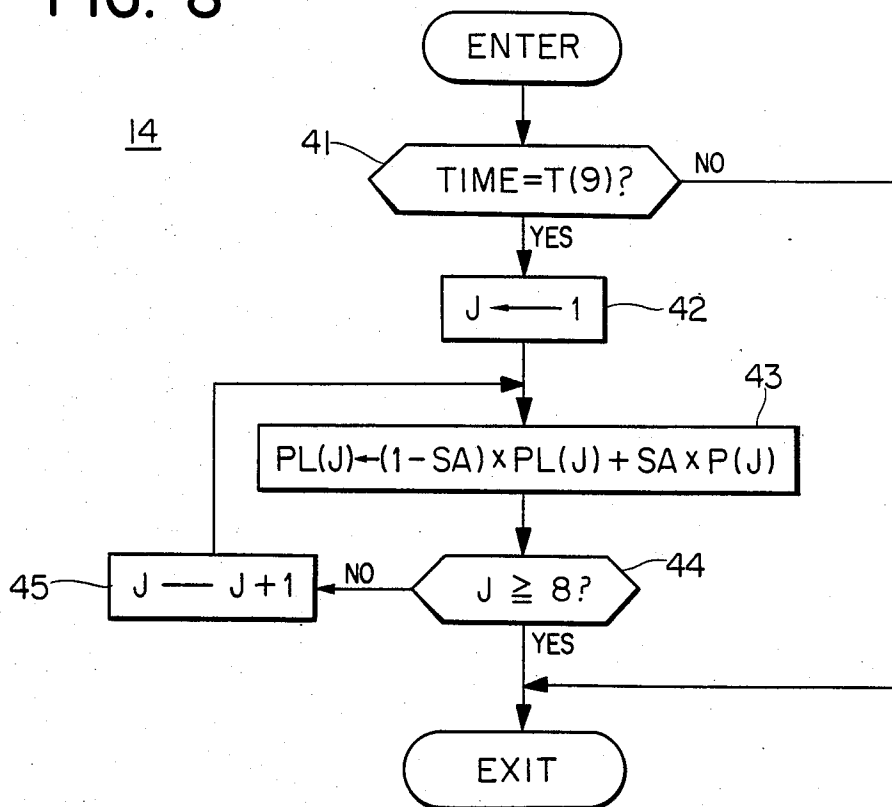 FIG. 8
ENTER
14
41
TIME=T(9)?
NO
YES
J ← 1
42
43
PL(J)←(1-SA)×PL(J)+SA×P(J)
44
45
J — J+1
NO
J ≧ 8?
YES
EXIT